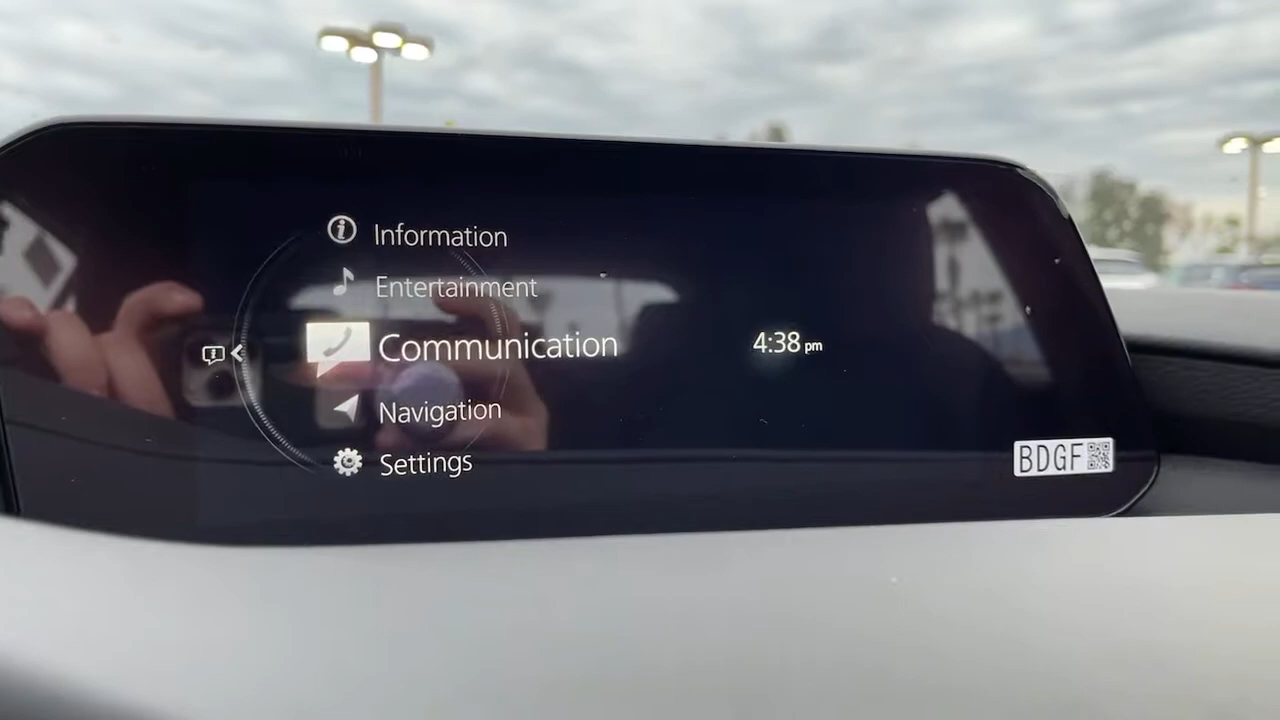 Information
Entertainment
Communication
4:38 pm
Navigation
Settings
BDGF